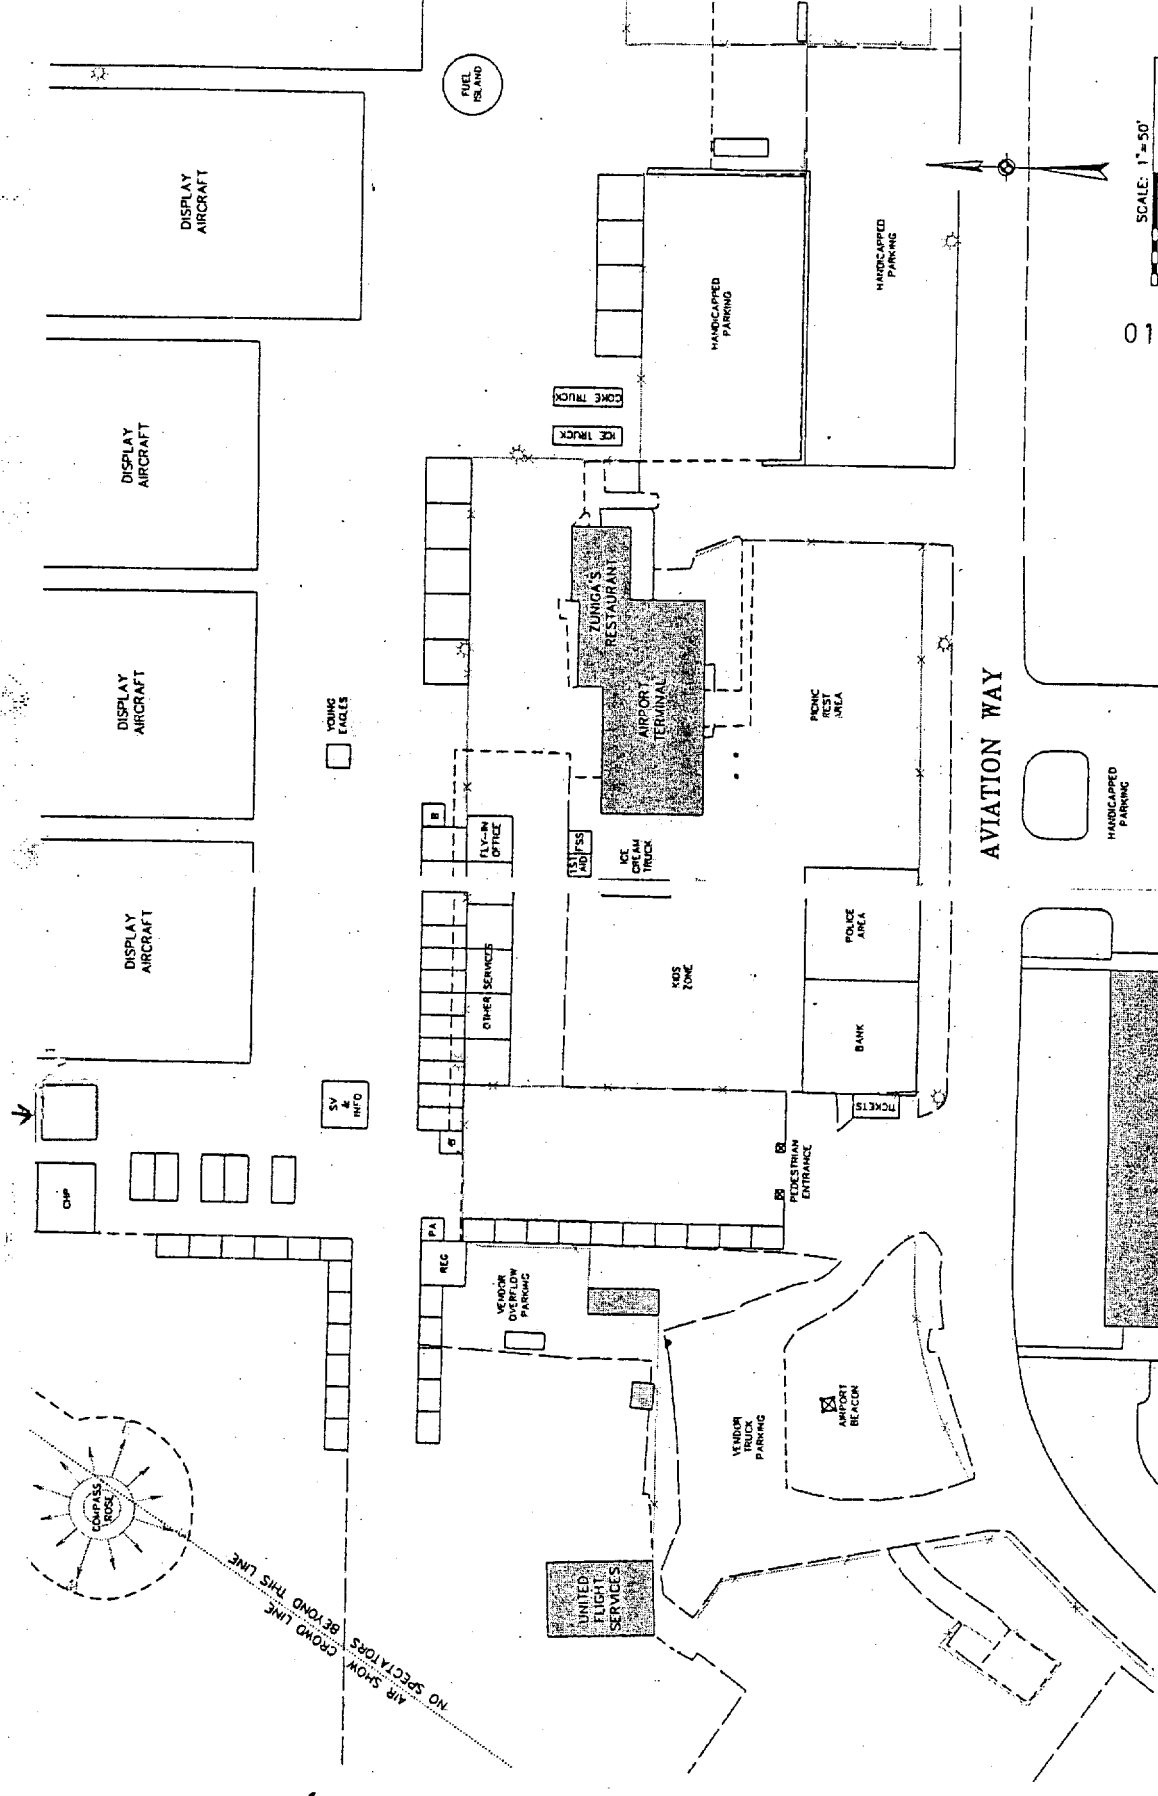 FUEL
ISLAND
DISPLAY
AIRCRAFT
DISPLAY
AIRCRAFT
DISPLAY
AIRCRAFT
DISPLAY
AIRCRAFT
SCALE: 1"=50'
01
HANDICAPPED
PARKING
HANDICAPPED
PARKING
COKE TRUCK
ICE TRUCK
ZUNIGA'S
RESTAURANT
AIRPORT
TERMINAL
YOUNG
EAGLES
PICNIC
REST
AREA
AVIATION WAY
HANDICAPPED
PARKING
FLY-IN
OFFICE
1ST
AID
FSS
ICE
CREAM
TRUCK
OTHER SERVICES
KIDS
ZONE
POLICE
AREA
BANK
TICKETS
SV
&
INFO
CHP
PEDESTRIAN
ENTRANCE
PA
REG
VENDOR
OVERFLOW
PARKING
VENDOR
TRUCK
PARKING
AIRPORT
BEACON
COMPASS
ROSE
UNITED
FLIGHT
SERVICES
AIR SHOW CROWD LINE
NO SPECTATORS BEYOND THIS LINE